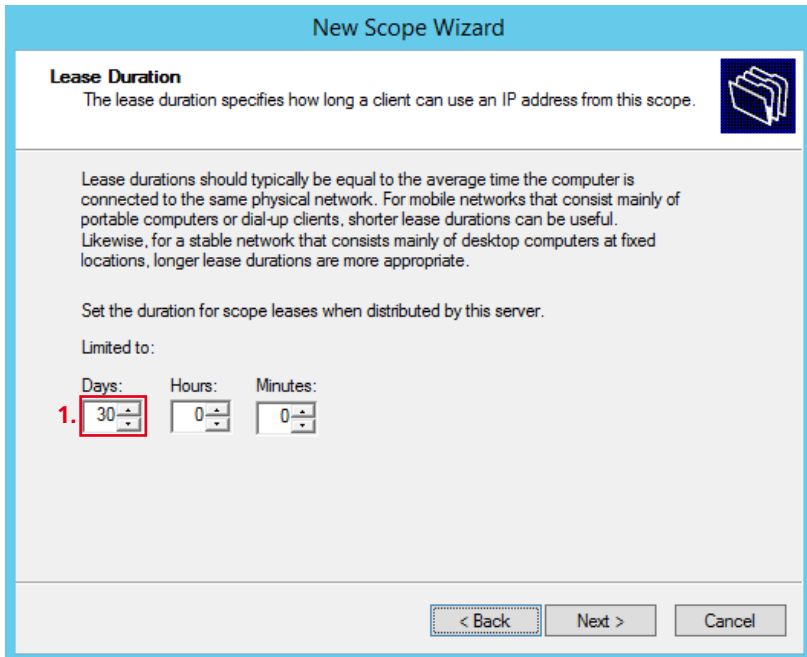 New Scope Wizard
Lease Duration
The lease duration specifies how long a client can use an IP address from this scope.
Lease durations should typically be equal to the average time the computer is
connected to the same physical network. For mobile networks that consist mainly of
portable computers or dial-up clients, shorter lease durations can be useful.
Likewise, for a stable network that consists mainly of desktop computers at fixed
locations, longer lease durations are more appropriate.
Set the duration for scope leases when distributed by this server.
Limited to:
Days: Hours: Minutes:
1. 30 0 0
< Back Next > Cancel